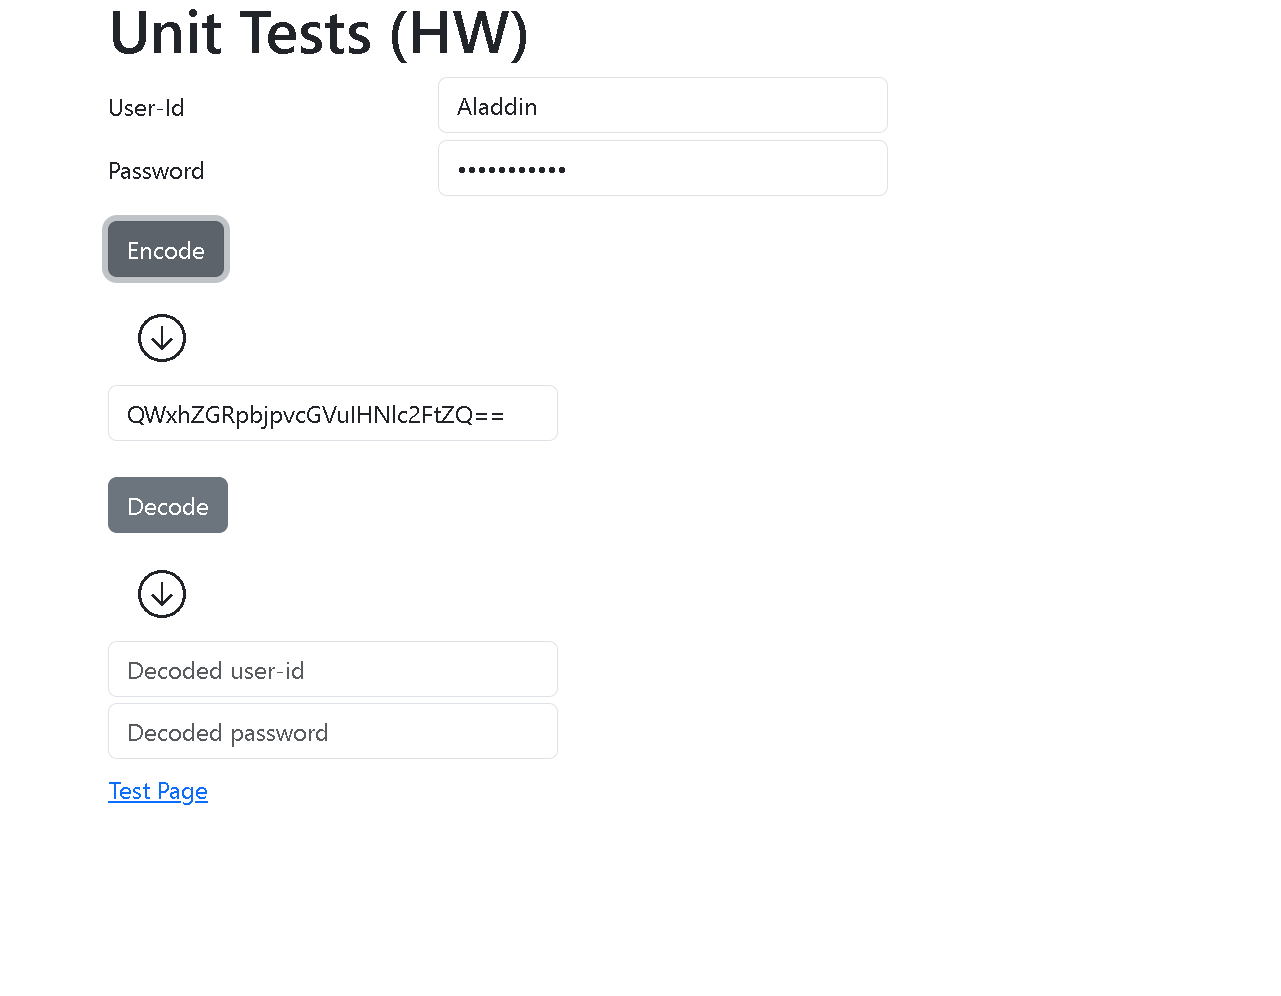 Unit Tests (HW)
User-Id Aladdin
Password •••••••••••
Encode
QWxhZGRpbjpvcGVuIHNlc2FtZQ==
Decode
Decoded user-id
Decoded password
Test Page